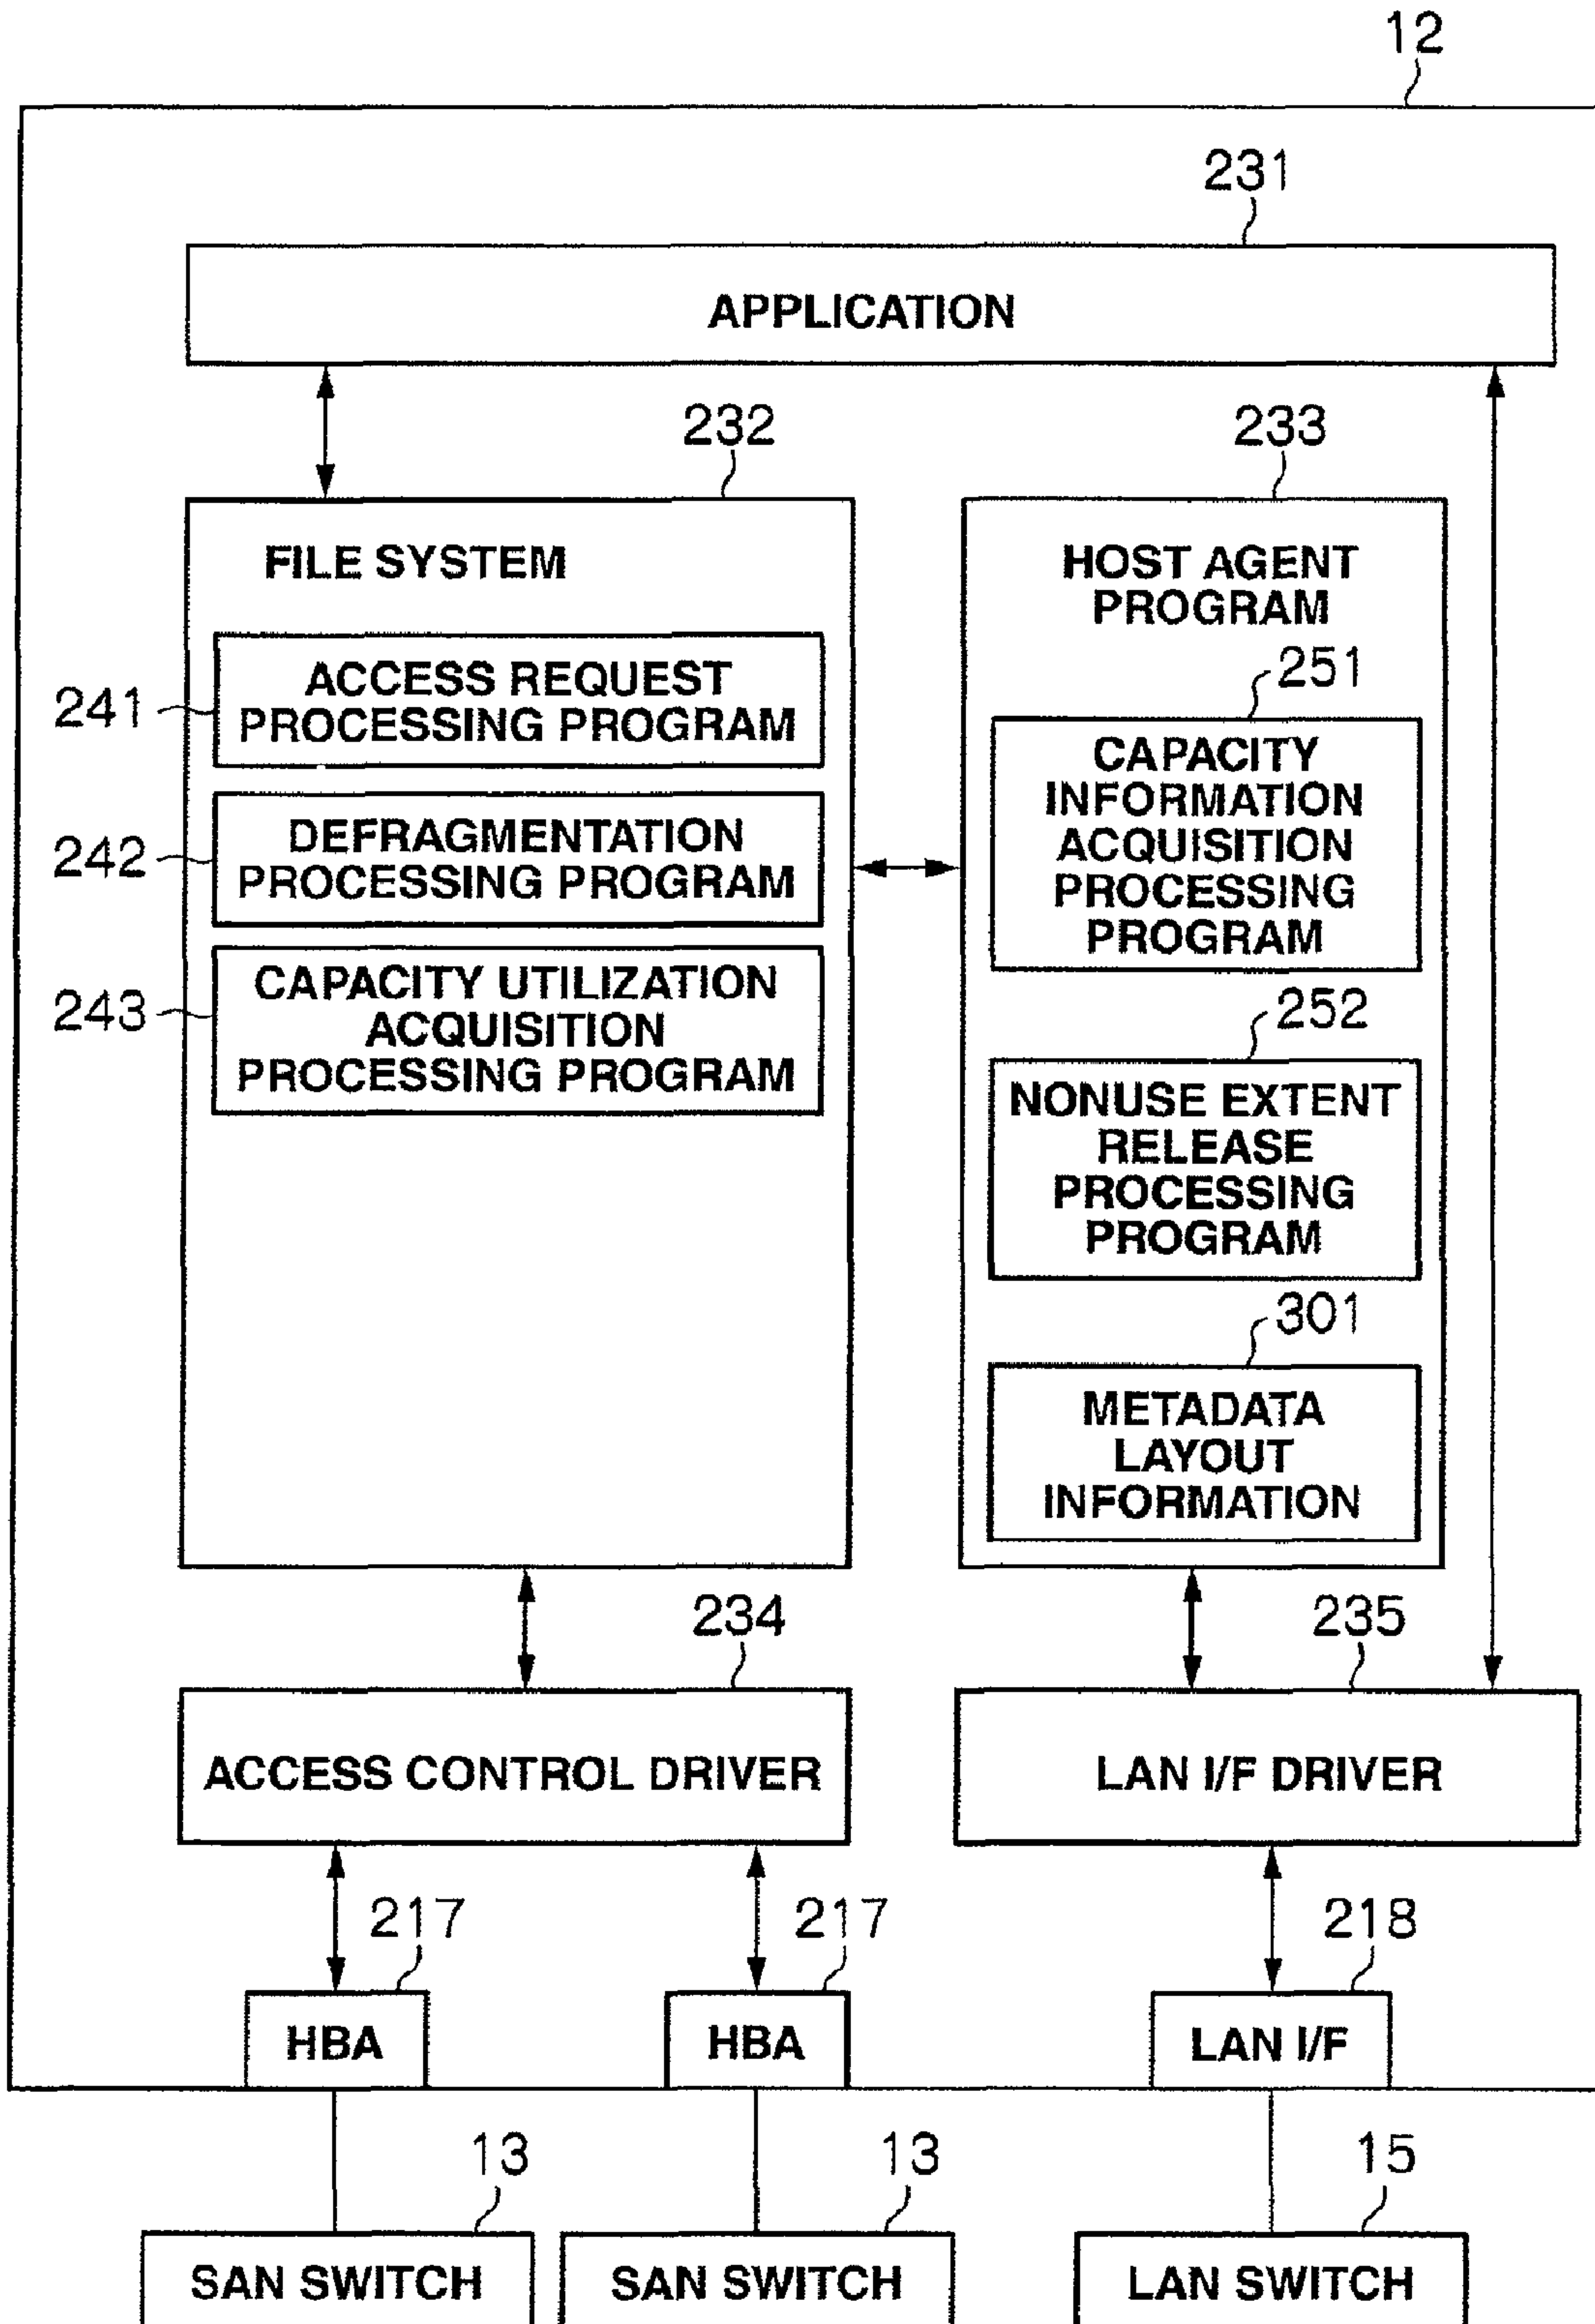 12
231
APPLICATION
232
233
FILE SYSTEM
HOST AGENT
PROGRAM
241
ACCESS REQUEST
PROCESSING PROGRAM
251
CAPACITY
INFORMATION
ACQUISITION
PROCESSING
PROGRAM
242
DEFRAGMENTATION
PROCESSING PROGRAM
243
CAPACITY UTILIZATION
ACQUISITION
PROCESSING PROGRAM
252
NONUSE EXTENT
RELEASE
PROCESSING
PROGRAM
301
METADATA
LAYOUT
INFORMATION
234
235
ACCESS CONTROL DRIVER
LAN I/F DRIVER
217
217
218
HBA
HBA
LAN I/F
13
13
15
SAN SWITCH
SAN SWITCH
LAN SWITCH